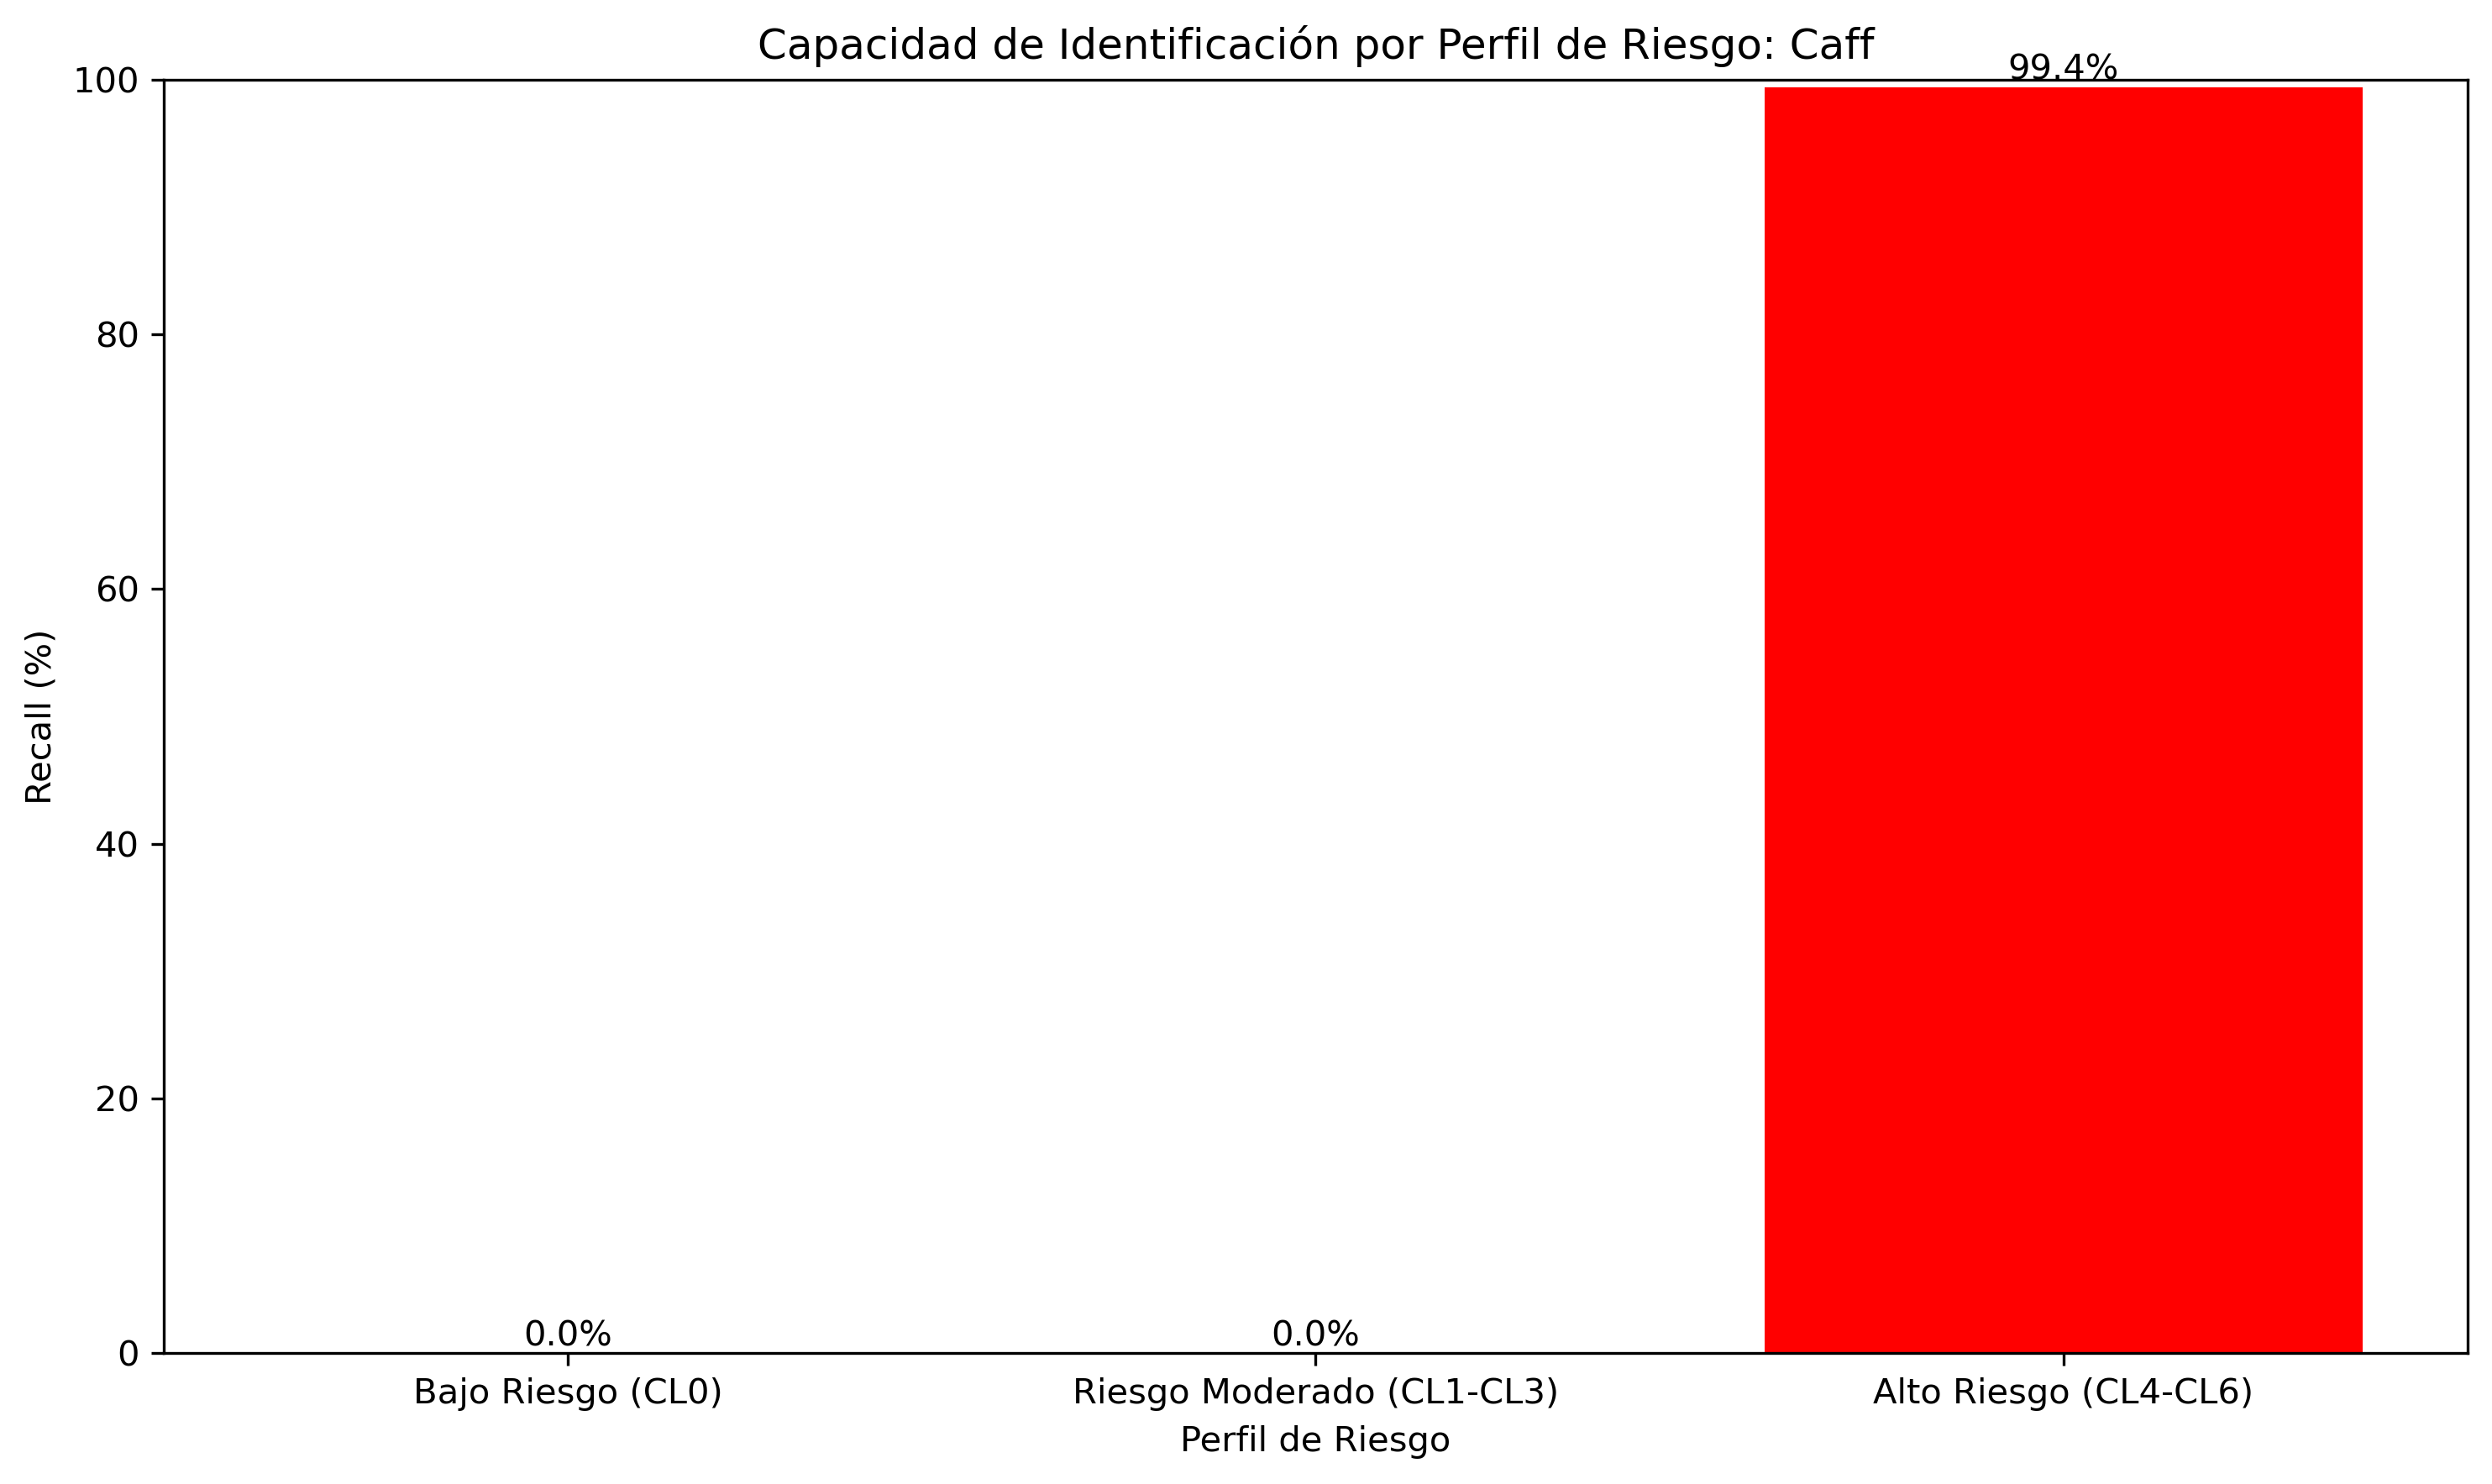 Capacidad de Identificación por Perfil de Riesgo: Caff
99.4%
100
80
60
40
20
0
Recall (%)
0.0%
0.0%
Bajo Riesgo (CL0)
Riesgo Moderado (CL1-CL3)
Alto Riesgo (CL4-CL6)
Perfil de Riesgo